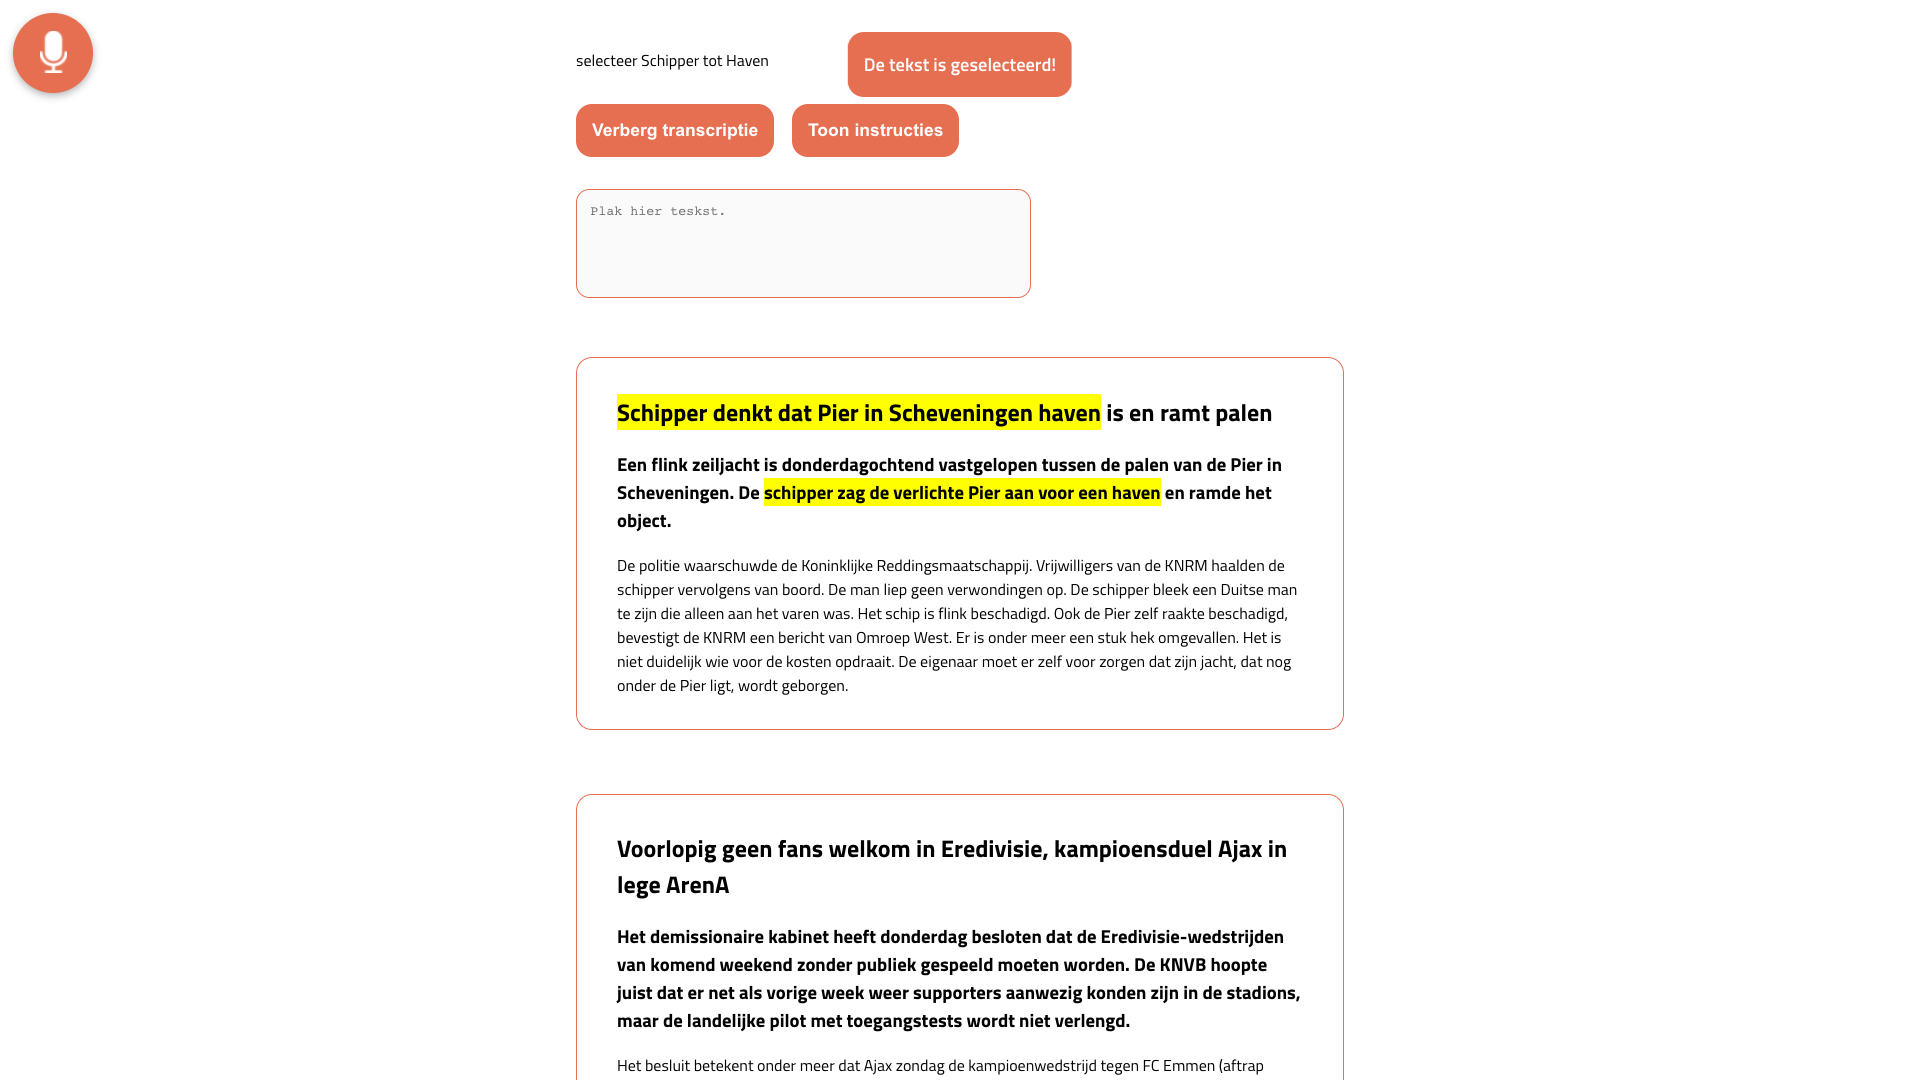 selecteer Schipper tot Haven
De tekst is geselecteerd!
Verberg transcriptie
Toon instructies
Plak hier teskst.
Schipper denkt dat Pier in Scheveningen haven is en ramt palen
Een flink zeiljacht is donderdagochtend vastgelopen tussen de palen van de Pier in
Scheveningen. De schipper zag de verlichte Pier aan voor een haven en ramde het
object.
De politie waarschuwde de Koninklijke Reddingsmaatschappij. Vrijwilligers van de KNRM haalden de
schipper vervolgens van boord. De man liep geen verwondingen op. De schipper bleek een Duitse man
te zijn die alleen aan het varen was. Het schip is flink beschadigd. Ook de Pier zelf raakte beschadigd,
bevestigt de KNRM een bericht van Omroep West. Er is onder meer een stuk hek omgevallen. Het is
niet duidelijk wie voor de kosten opdraait. De eigenaar moet er zelf voor zorgen dat zijn jacht, dat nog
onder de Pier ligt, wordt geborgen.
Voorlopig geen fans welkom in Eredivisie, kampioensduel Ajax in
lege ArenA
Het demissionaire kabinet heeft donderdag besloten dat de Eredivisie-wedstrijden
van komend weekend zonder publiek gespeeld moeten worden. De KNVB hoopte
juist dat er net als vorige week weer supporters aanwezig konden zijn in de stadions,
maar de landelijke pilot met toegangstests wordt niet verlengd.
Het besluit betekent onder meer dat Ajax zondag de kampioenwedstrijd tegen FC Emmen (aftrap